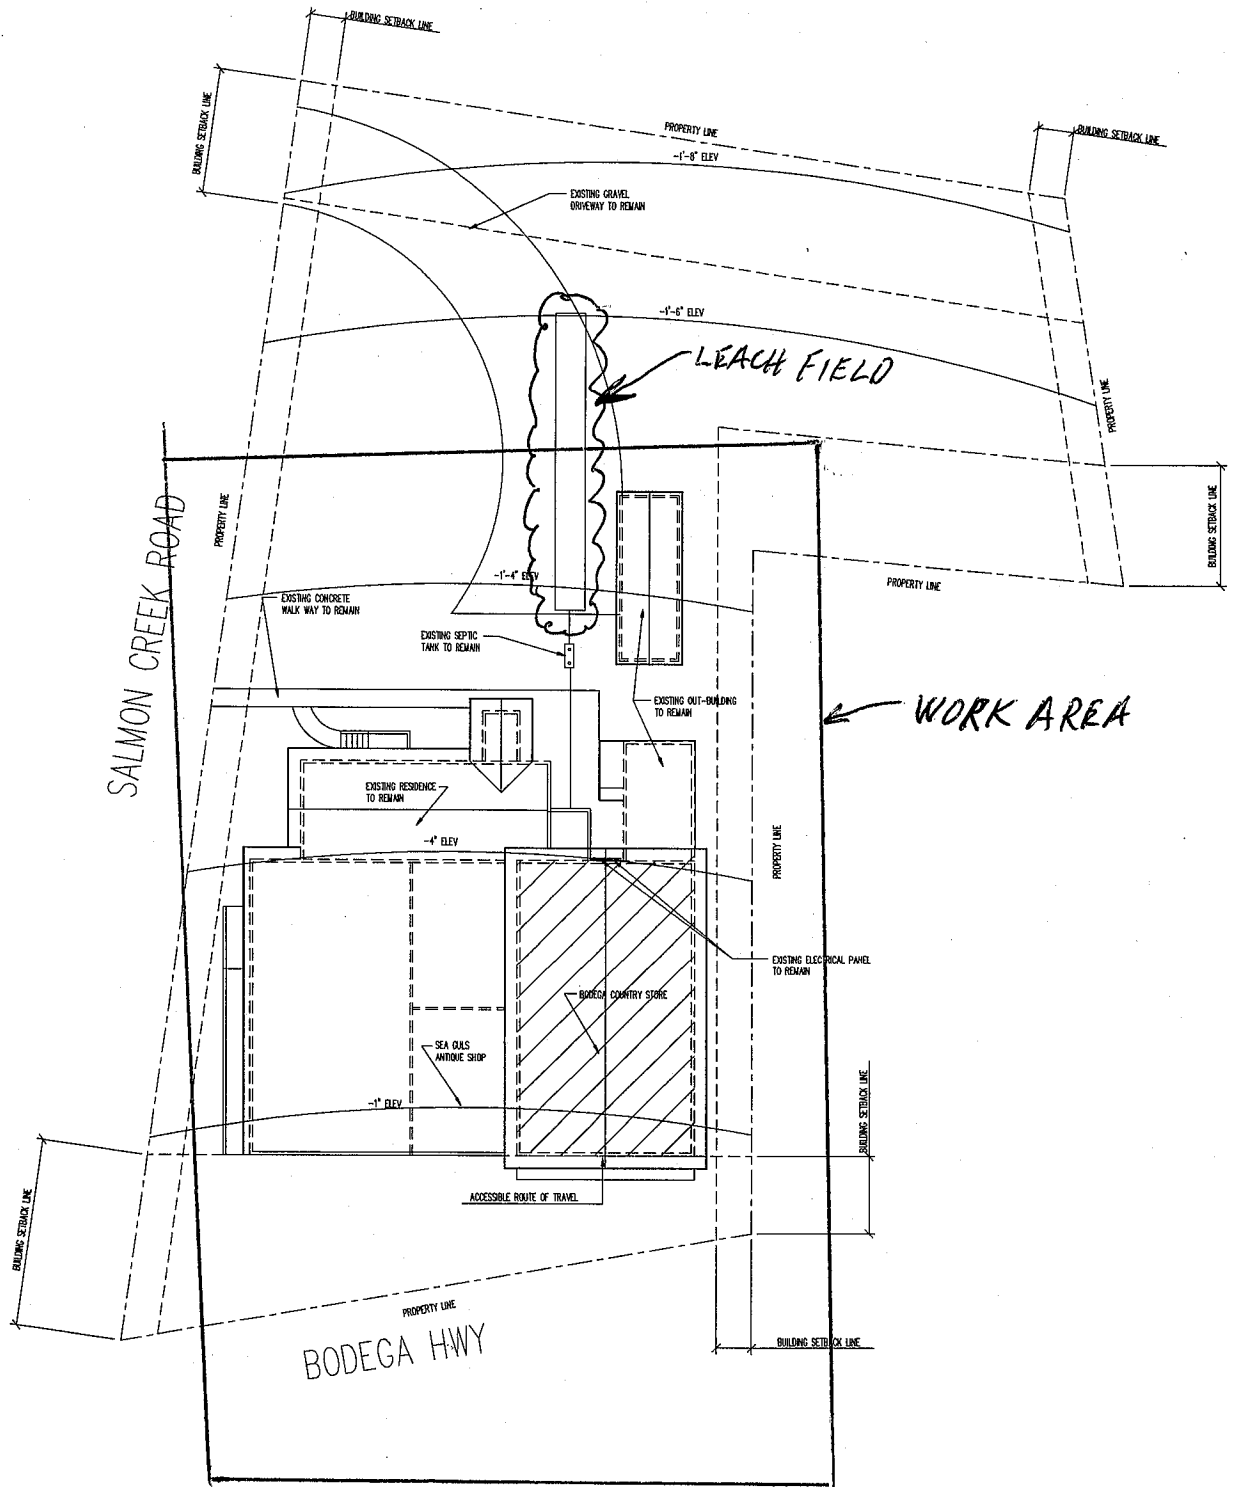 BUILDING SETBACK LINE
BUILDING SETBACK LINE
PROPERTY LINE
BUILDING SETBACK LINE
-1'-8" ELEV
EXISTING GRAVEL
DRIVEWAY TO REMAIN
-1'-6" ELEV
LEACH FIELD
PROPERTY LINE
PROPERTY LINE
BUILDING SETBACK LINE
SALMON CREEK ROAD
-1'-4" ELEV
PROPERTY LINE
EXISTING CONCRETE
WALK WAY TO REMAIN
EXISTING SEPTIC
TANK TO REMAIN
EXISTING OUT-BUILDING
TO REMAIN
WORK AREA
EXISTING RESIDENCE
TO REMAIN
-4" ELEV
PROPERTY LINE
EXISTING ELECTRICAL PANEL
TO REMAIN
BODEGA COUNTRY STORE
SEA GULS
ANTIQUE SHOP
-1" ELEV
BUILDING SETBACK LINE
BUILDING SETBACK LINE
ACCESSIBLE ROUTE OF TRAVEL
PROPERTY LINE
BODEGA HWY
BUILDING SETBACK LINE